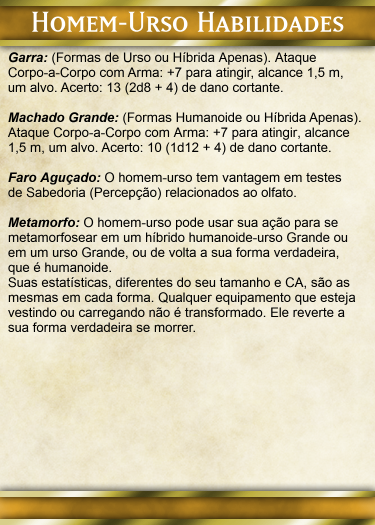 Homem-Urso Habilidades
Garra: (Formas de Urso ou Híbrida Apenas). Ataque
Corpo-a-Corpo com Arma: +7 para atingir, alcance 1,5 m,
um alvo. Acerto: 13 (2d8 + 4) de dano cortante.
Machado Grande: (Formas Humanoide ou Híbrida Apenas).
Ataque Corpo-a-Corpo com Arma: +7 para atingir, alcance
1,5 m, um alvo. Acerto: 10 (1d12 + 4) de dano cortante.
Faro Aguçado: O homem-urso tem vantagem em testes
de Sabedoria (Percepção) relacionados ao olfato.
Metamorfo: O homem-urso pode usar sua ação para se
metamorfosear em um híbrido humanoide-urso Grande ou
em um urso Grande, ou de volta a sua forma verdadeira,
que é humanoide.
Suas estatísticas, diferentes do seu tamanho e CA, são as
mesmas em cada forma. Qualquer equipamento que esteja
vestindo ou carregando não é transformado. Ele reverte a
sua forma verdadeira se morrer.